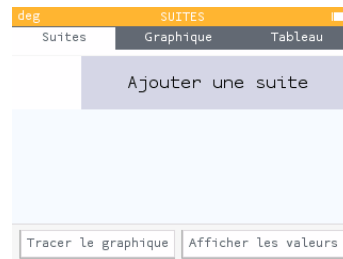 deg SUITES
Suites Graphique Tableau
Ajouter une suite
Tracer le graphique Afficher les valeurs